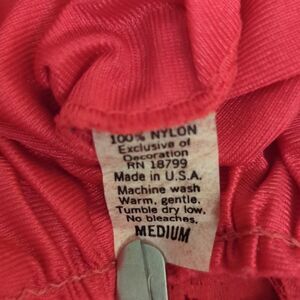 100% NYLON
Exclusive of
Decoration
RN 18799
Made in U.S.A.
Machine wash
Warm, gentle.
Tumble dry low.
No bleaches.
MEDIUM